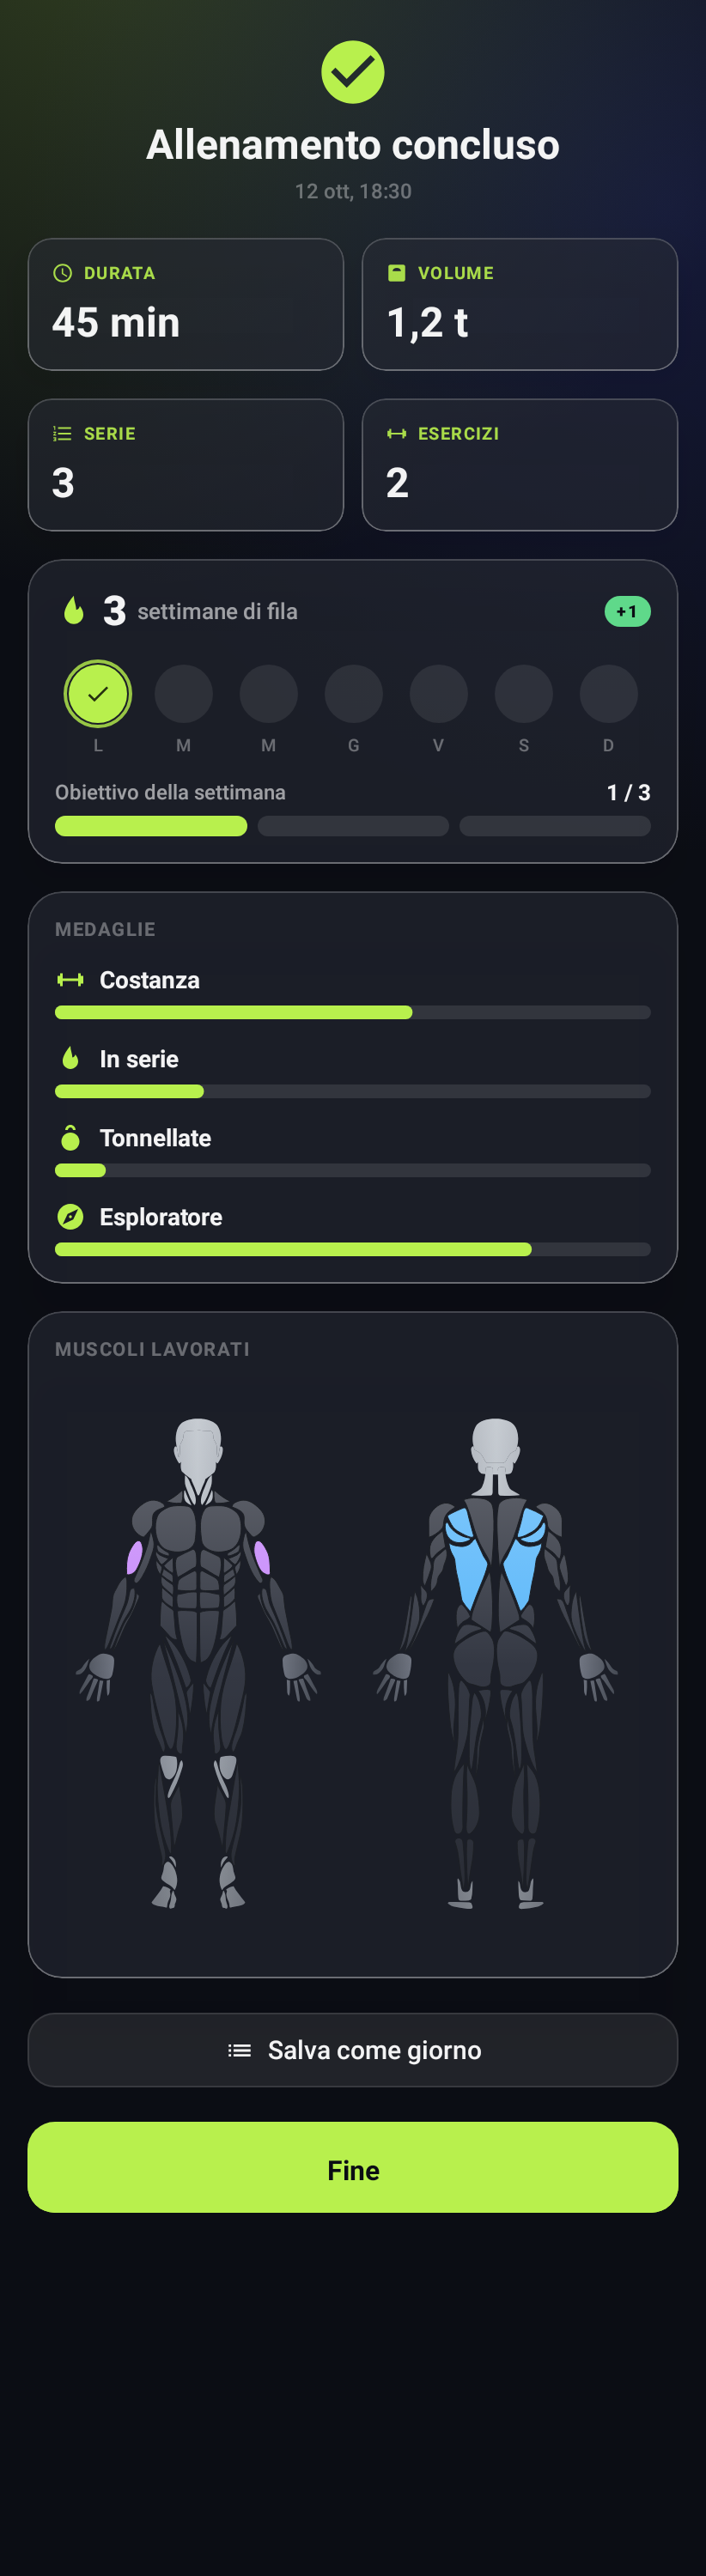 Allenamento concluso
12 ott, 18:30
DURATA
45 min
VOLUME
1,2 t
SERIE
3
ESERCIZI
2
3 settimane di fila
+1
L M M G V S D
Obiettivo della settimana 1 / 3
MEDAGLIE
Costanza
In serie
Tonnellate
Esploratore
MUSCOLI LAVORATI
Salva come giorno
Fine